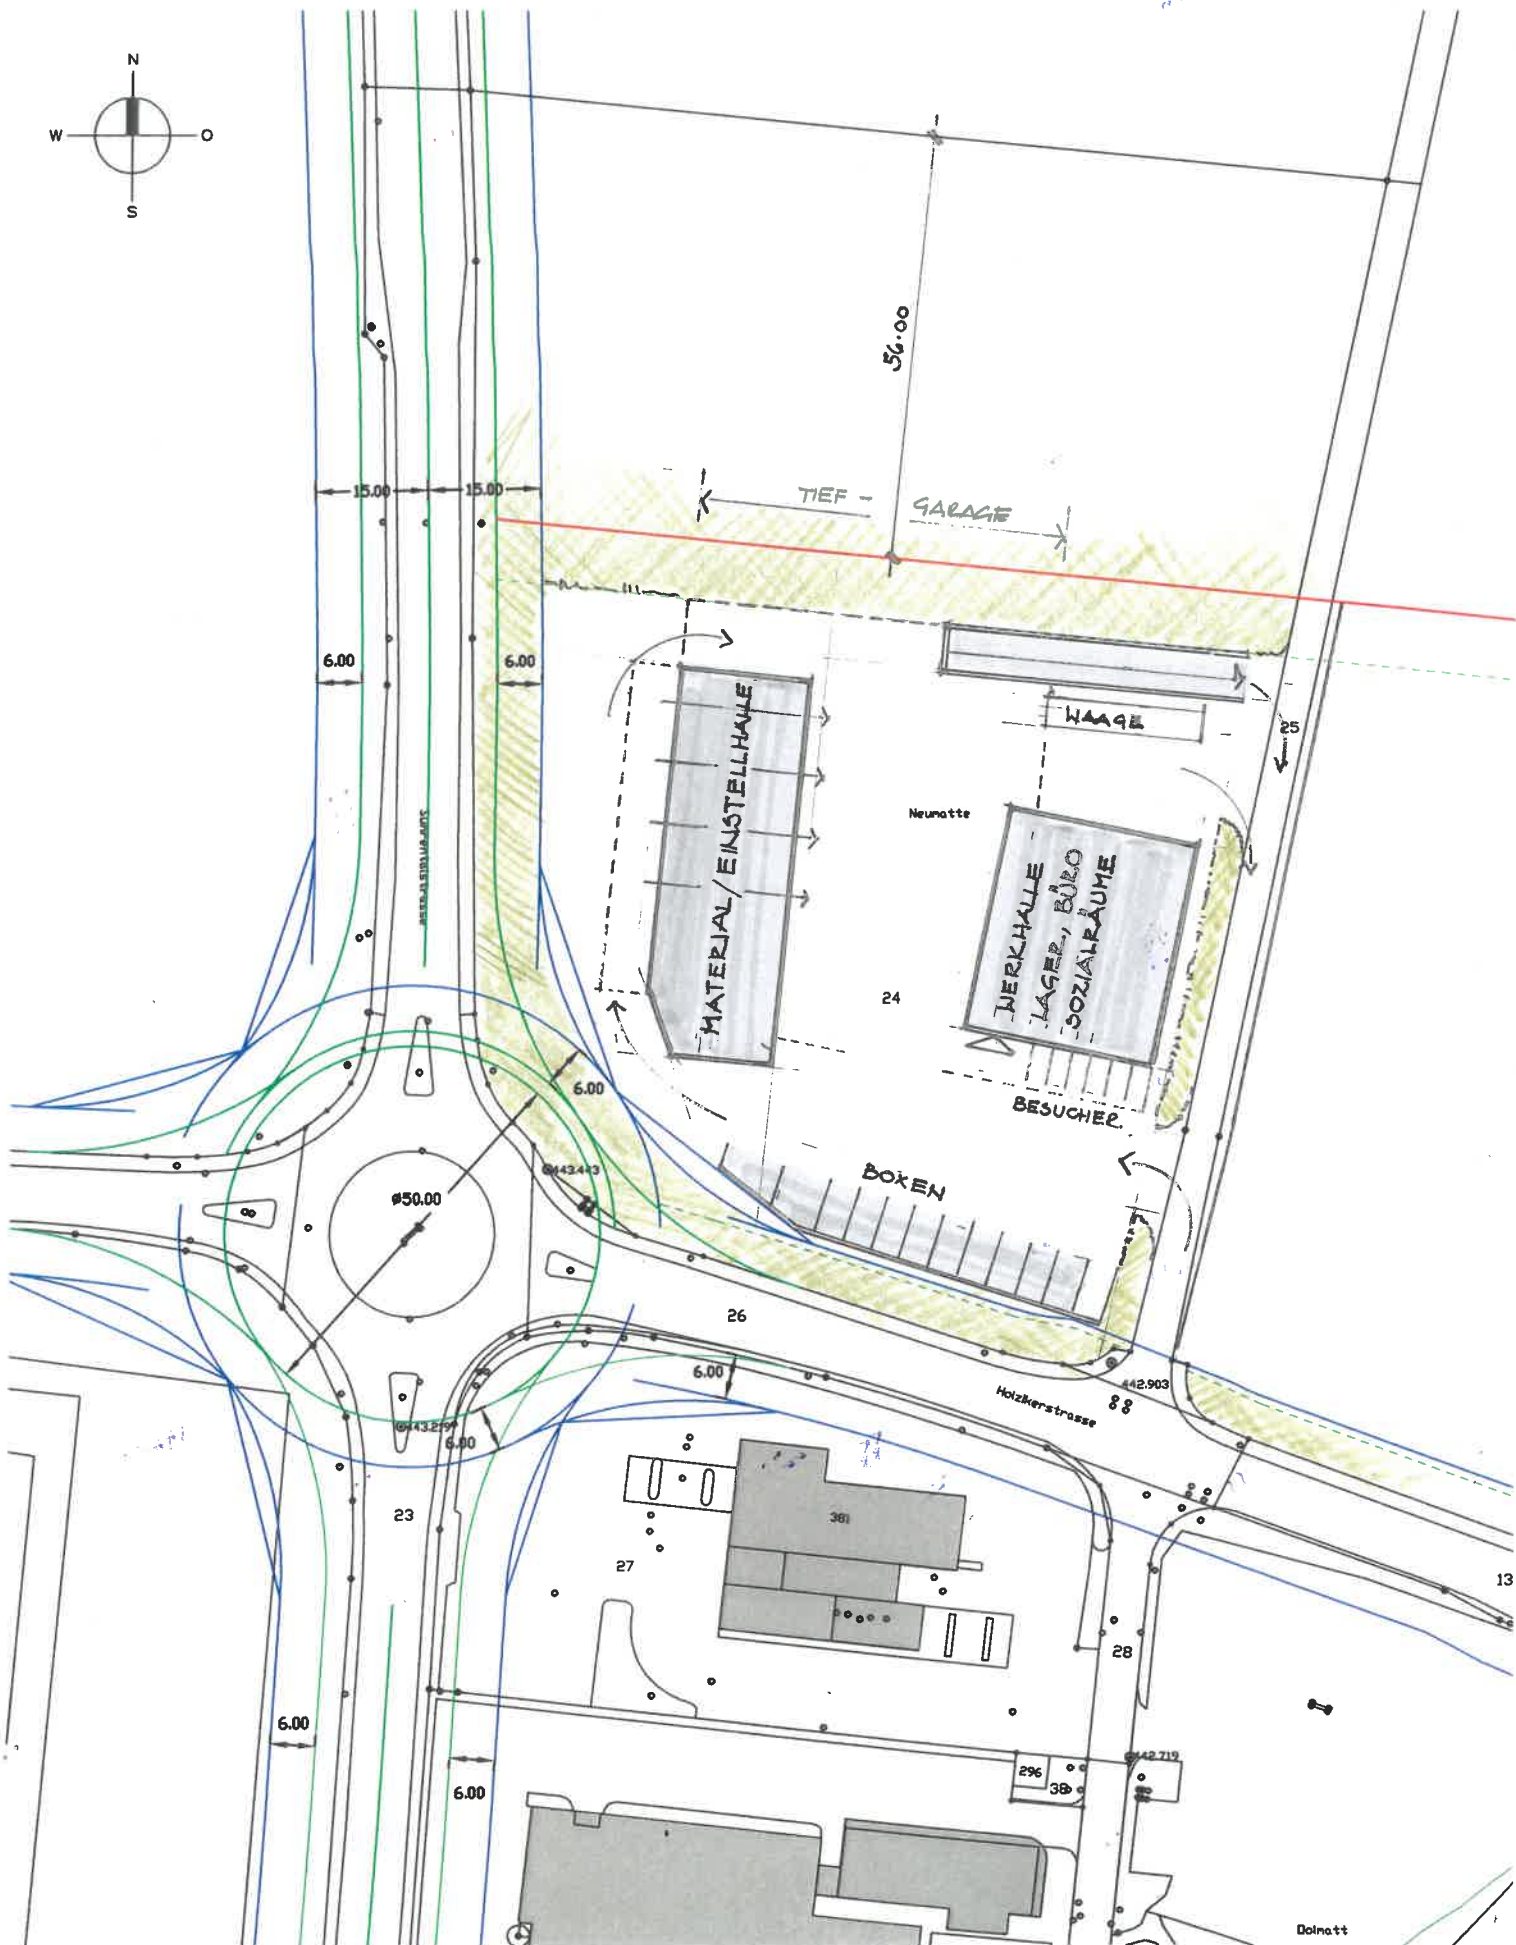 N
W O
S
56.00
15.00 15.00
TIEF - GARAGE
6.00 6.00
WAAGE
25
MATERIAL/EINSTELLHALLE
Neumatte
WERKHALLE
LAGER, BÜRO
SOZIALRÄUME
24
6.00
BESUCHER
443.443
BOXEN
ø50.00
26
6.00
442.903
Holzikerstrasse
443.219
6.00
23
381
27
13
28
6.00
6.00
442.719
296
38
Dolmatt